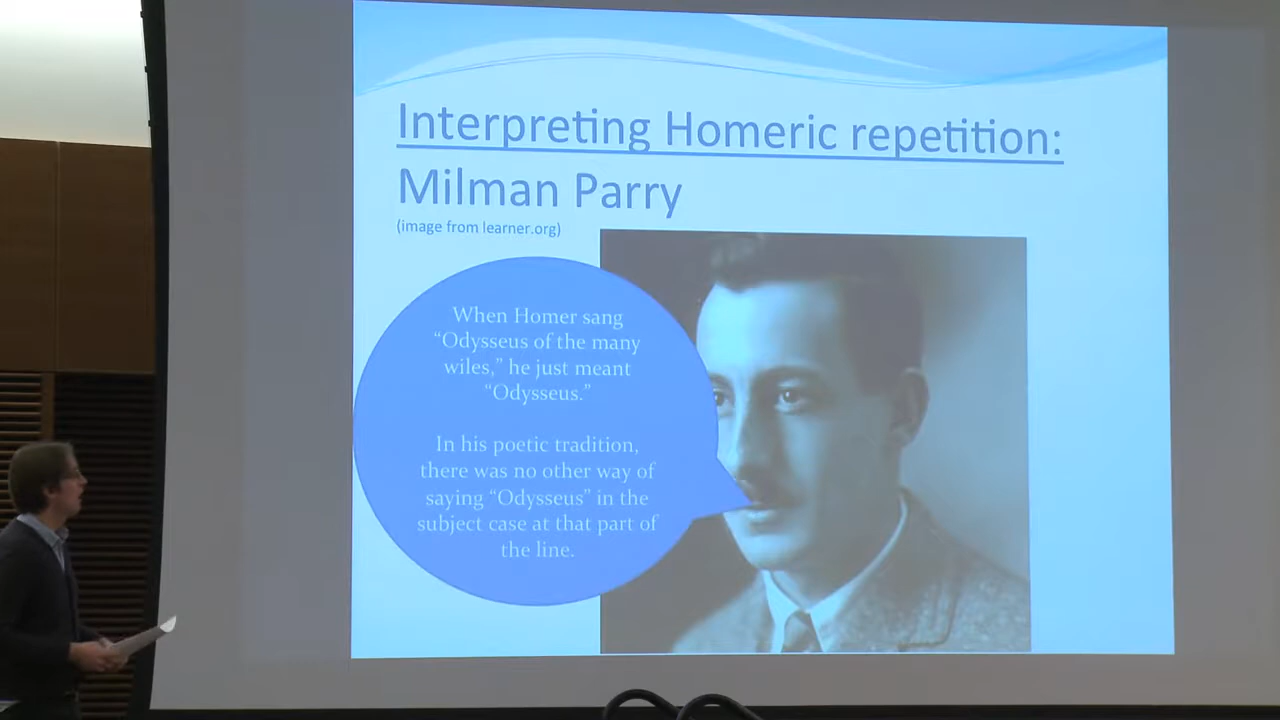 Interpreting Homeric repetition:
Milman Parry
(image from learner.org)
When Homer sang
“Odysseus of the many
wiles,” he just meant
“Odysseus.”
In his poetic tradition,
there was no other way of
saying “Odysseus” in the
subject case at that part of
the line.